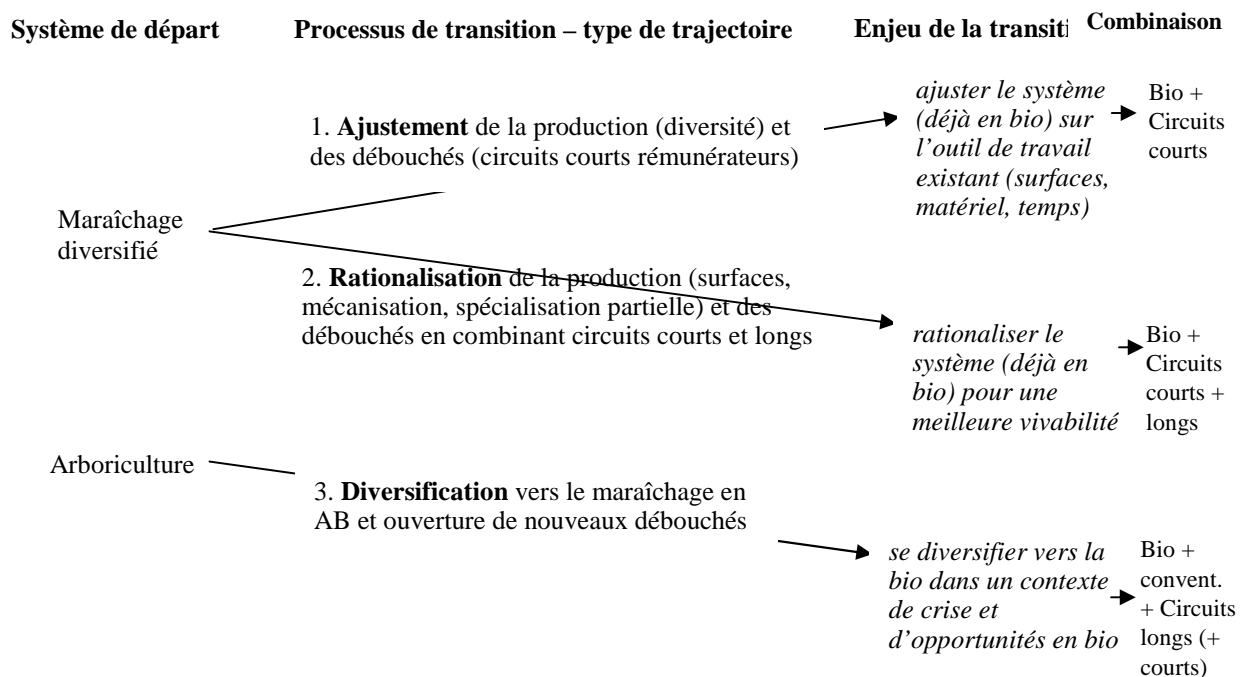 Système de départ
Processus de transition – type de trajectoire
Enjeu de la transiti
Combinaison
1. Ajustement de la production (diversité) et
des débouchés (circuits courts rémunérateurs)
ajuster le système
(déjà en bio) sur
l’outil de travail
existant (surfaces,
matériel, temps)
Bio +
Circuits
courts
Maraîchage
diversifié
2. Rationalisation de la production (surfaces,
mécanisation, spécialisation partielle) et des
débouchés en combinant circuits courts et longs
rationaliser le
système (déjà en
bio) pour une
meilleure vivabilité
Bio +
Circuits
courts +
longs
Arboriculture
3. Diversification vers le maraîchage en
AB et ouverture de nouveaux débouchés
se diversifier vers la
bio dans un contexte
de crise et
d’opportunités en bio
Bio +
convent.
+ Circuits
longs (+
courts)